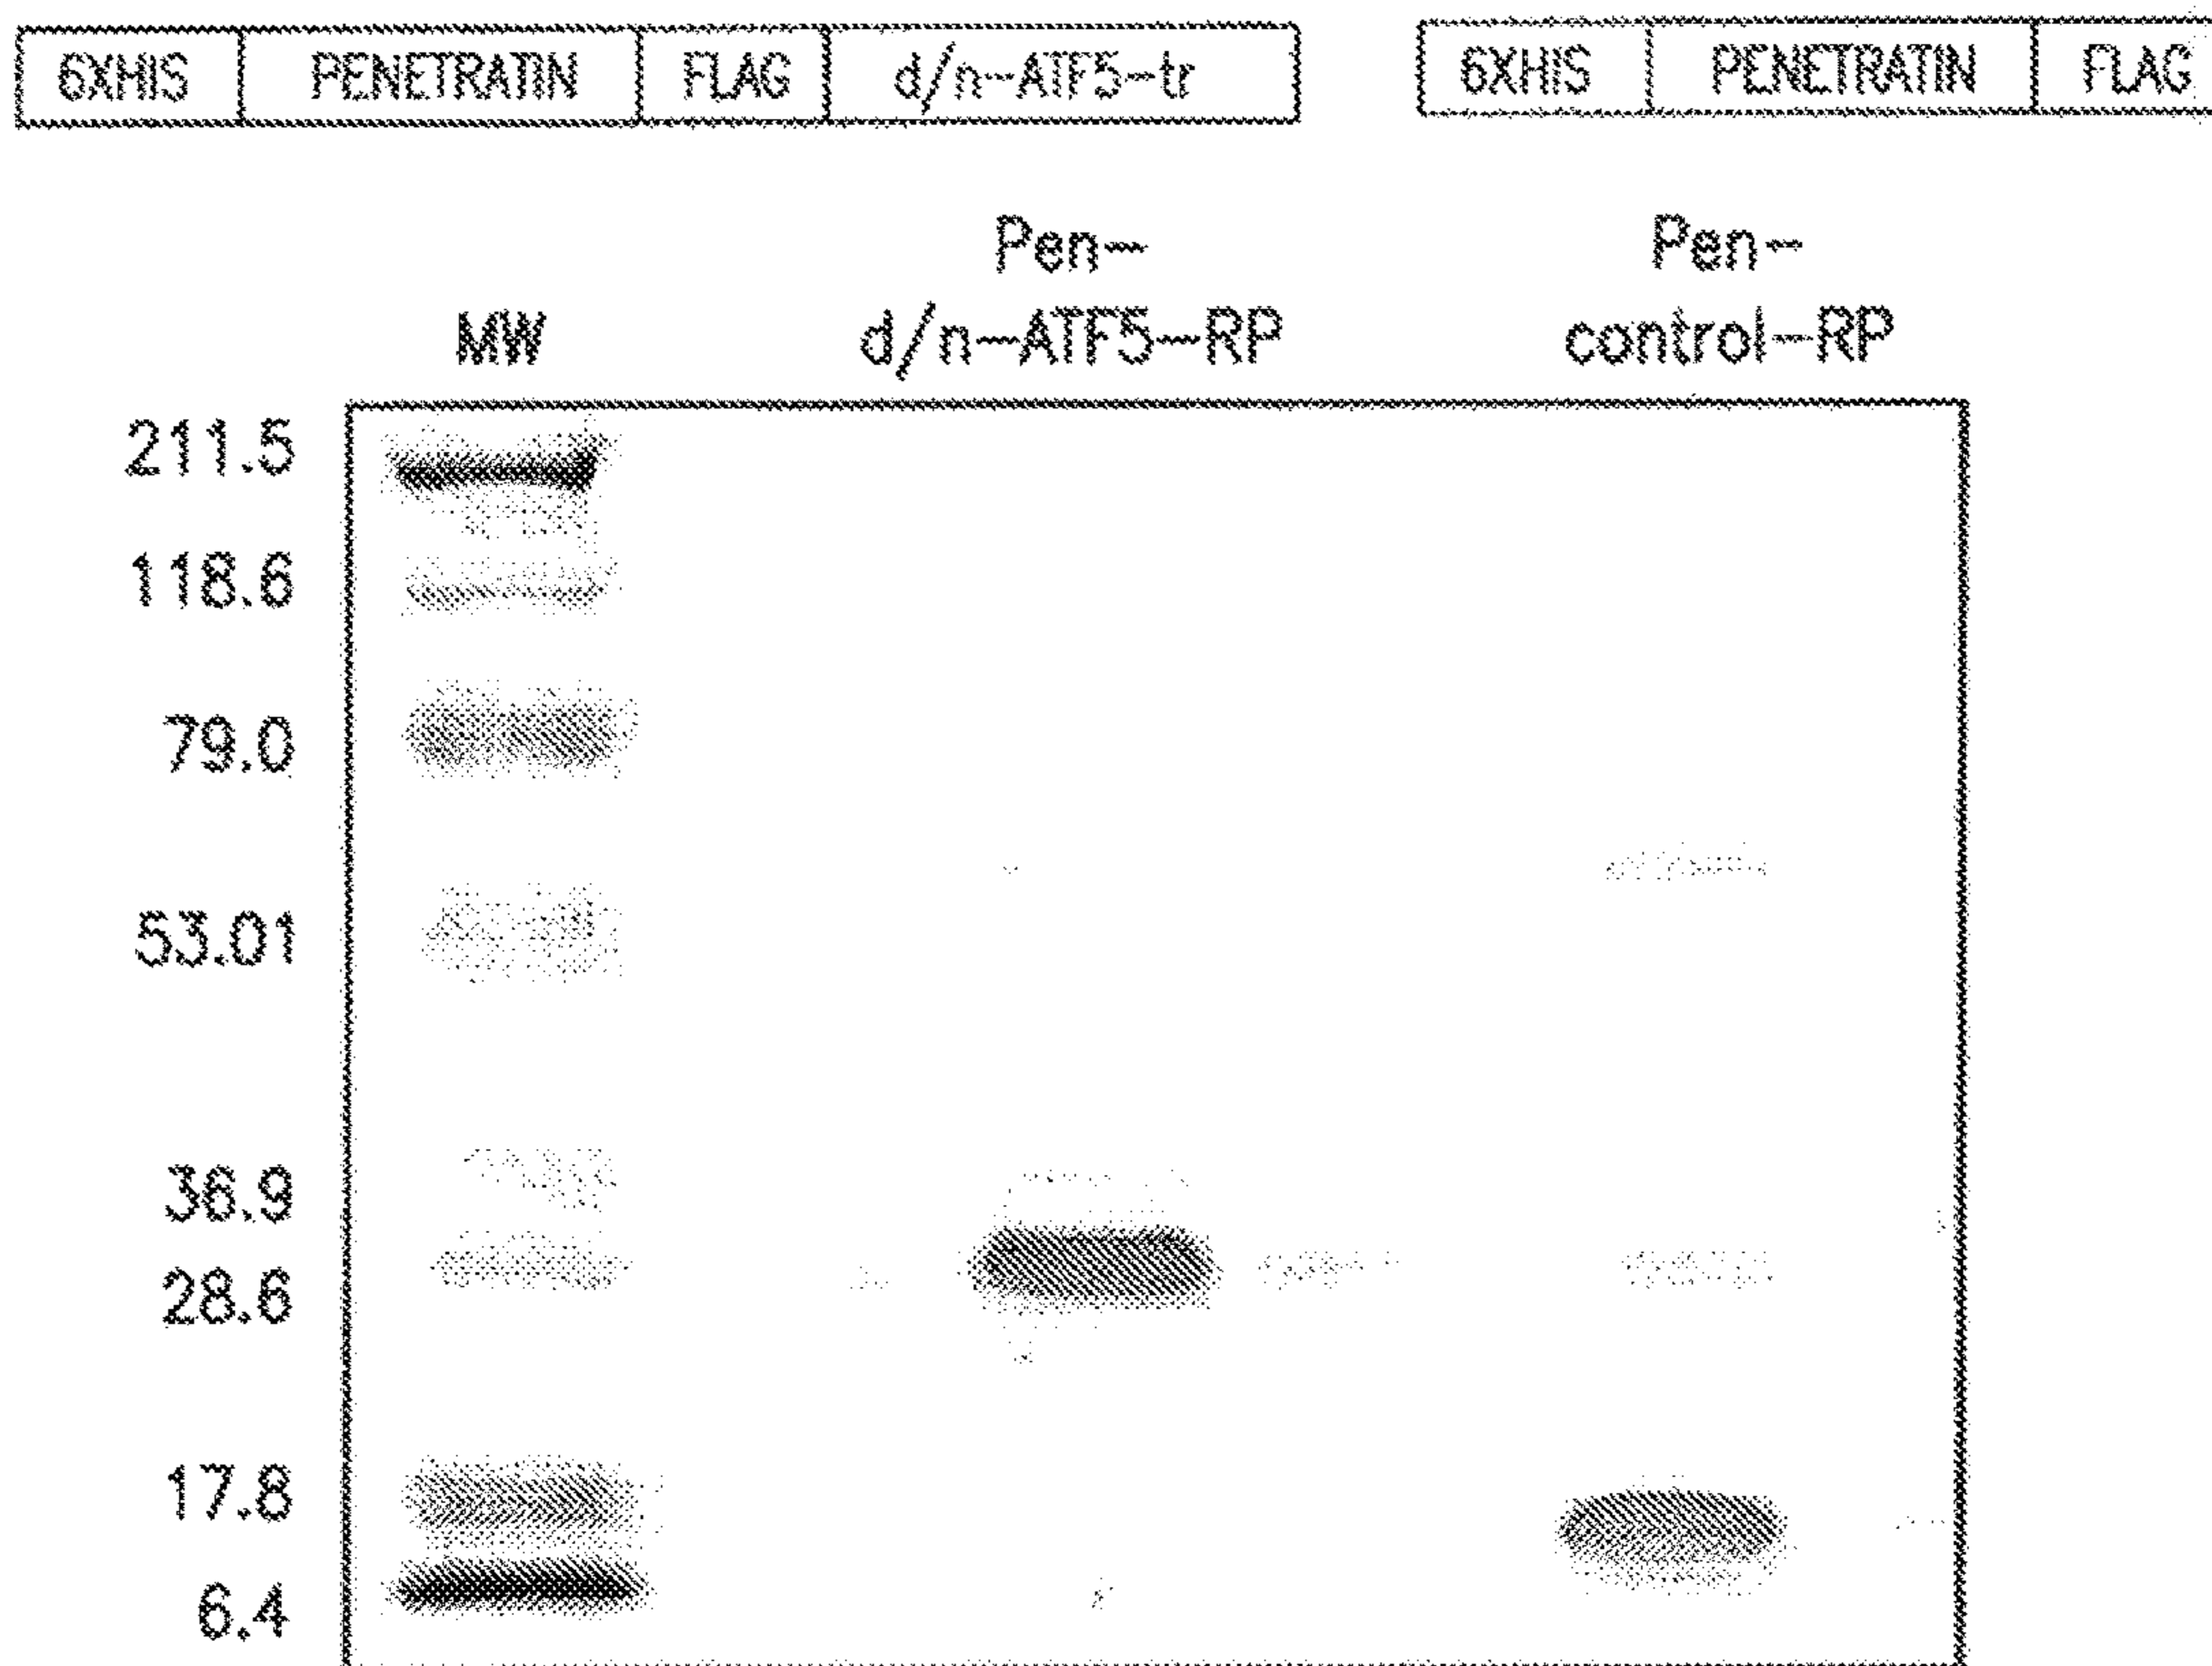 6XHIS PENETRATIN FLAG d/n-ATF5-tr 6XHIS PENETRATIN FLAG
Pen- Pen-
MW d/n-ATF5-RP control-RP
211.5
118.6
79.0
53.01
36.9
28.6
17.8
6.4